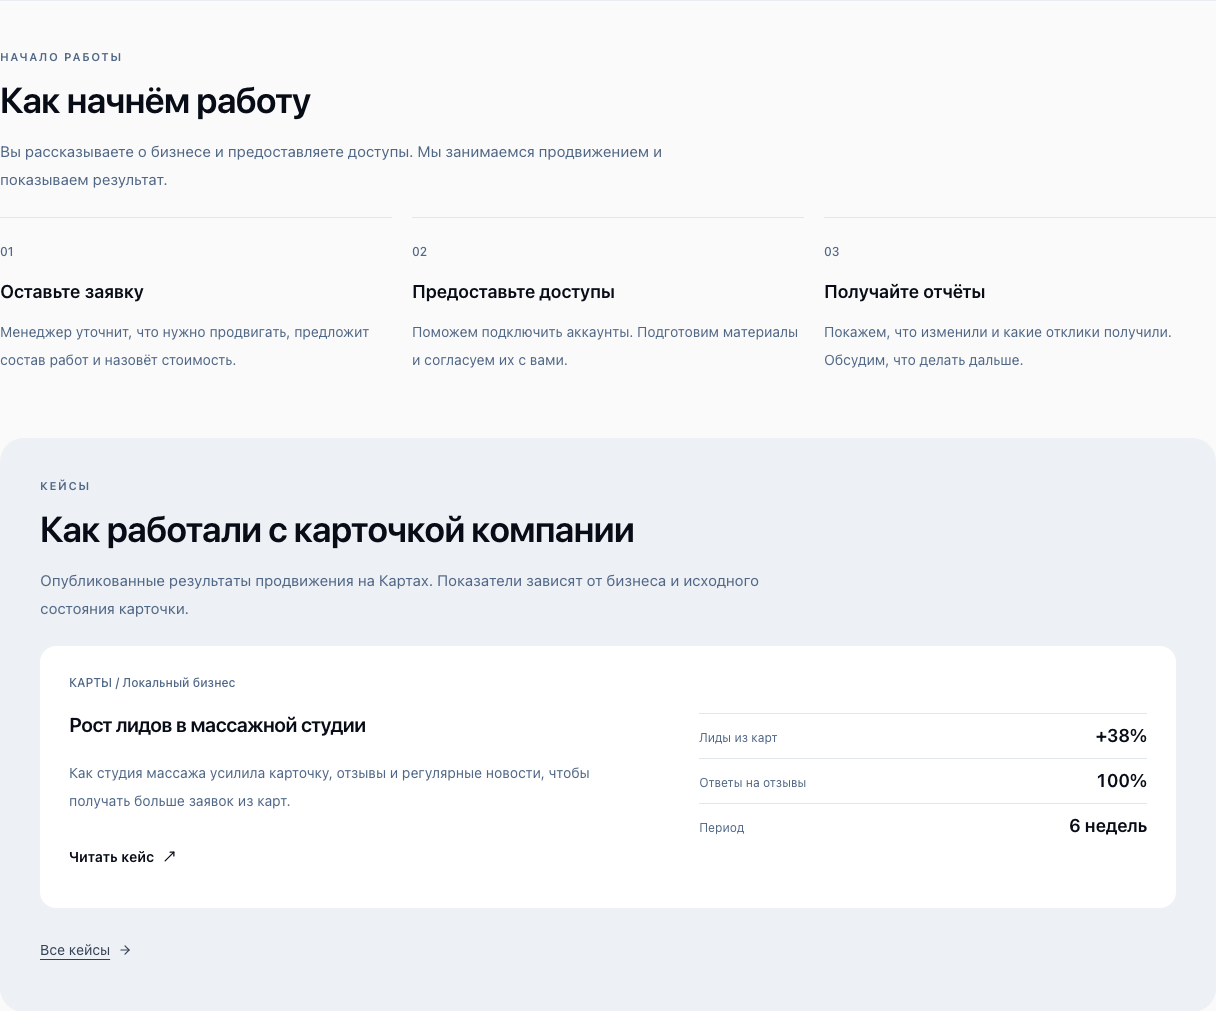 НАЧАЛО РАБОТЫ
Как начнём работу
Вы рассказываете о бизнесе и предоставляете доступы. Мы занимаемся продвижением и
показываем результат.
01
Оставьте заявку
Менеджер уточнит, что нужно продвигать, предложит
состав работ и назовёт стоимость.
02
Предоставьте доступы
Поможем подключить аккаунты. Подготовим материалы
и согласуем их с вами.
03
Получайте отчёты
Покажем, что изменили и какие отклики получили.
Обсудим, что делать дальше.
КЕЙСЫ
Как работали с карточкой компании
Опубликованные результаты продвижения на Картах. Показатели зависят от бизнеса и исходного
состояния карточки.
КАРТЫ / Локальный бизнес
Рост лидов в массажной студии
Как студия массажа усилила карточку, отзывы и регулярные новости, чтобы
получать больше заявок из карт.
Читать кейс ↗
Лиды из карт +38%
Ответы на отзывы 100%
Период 6 недель
Все кейсы →